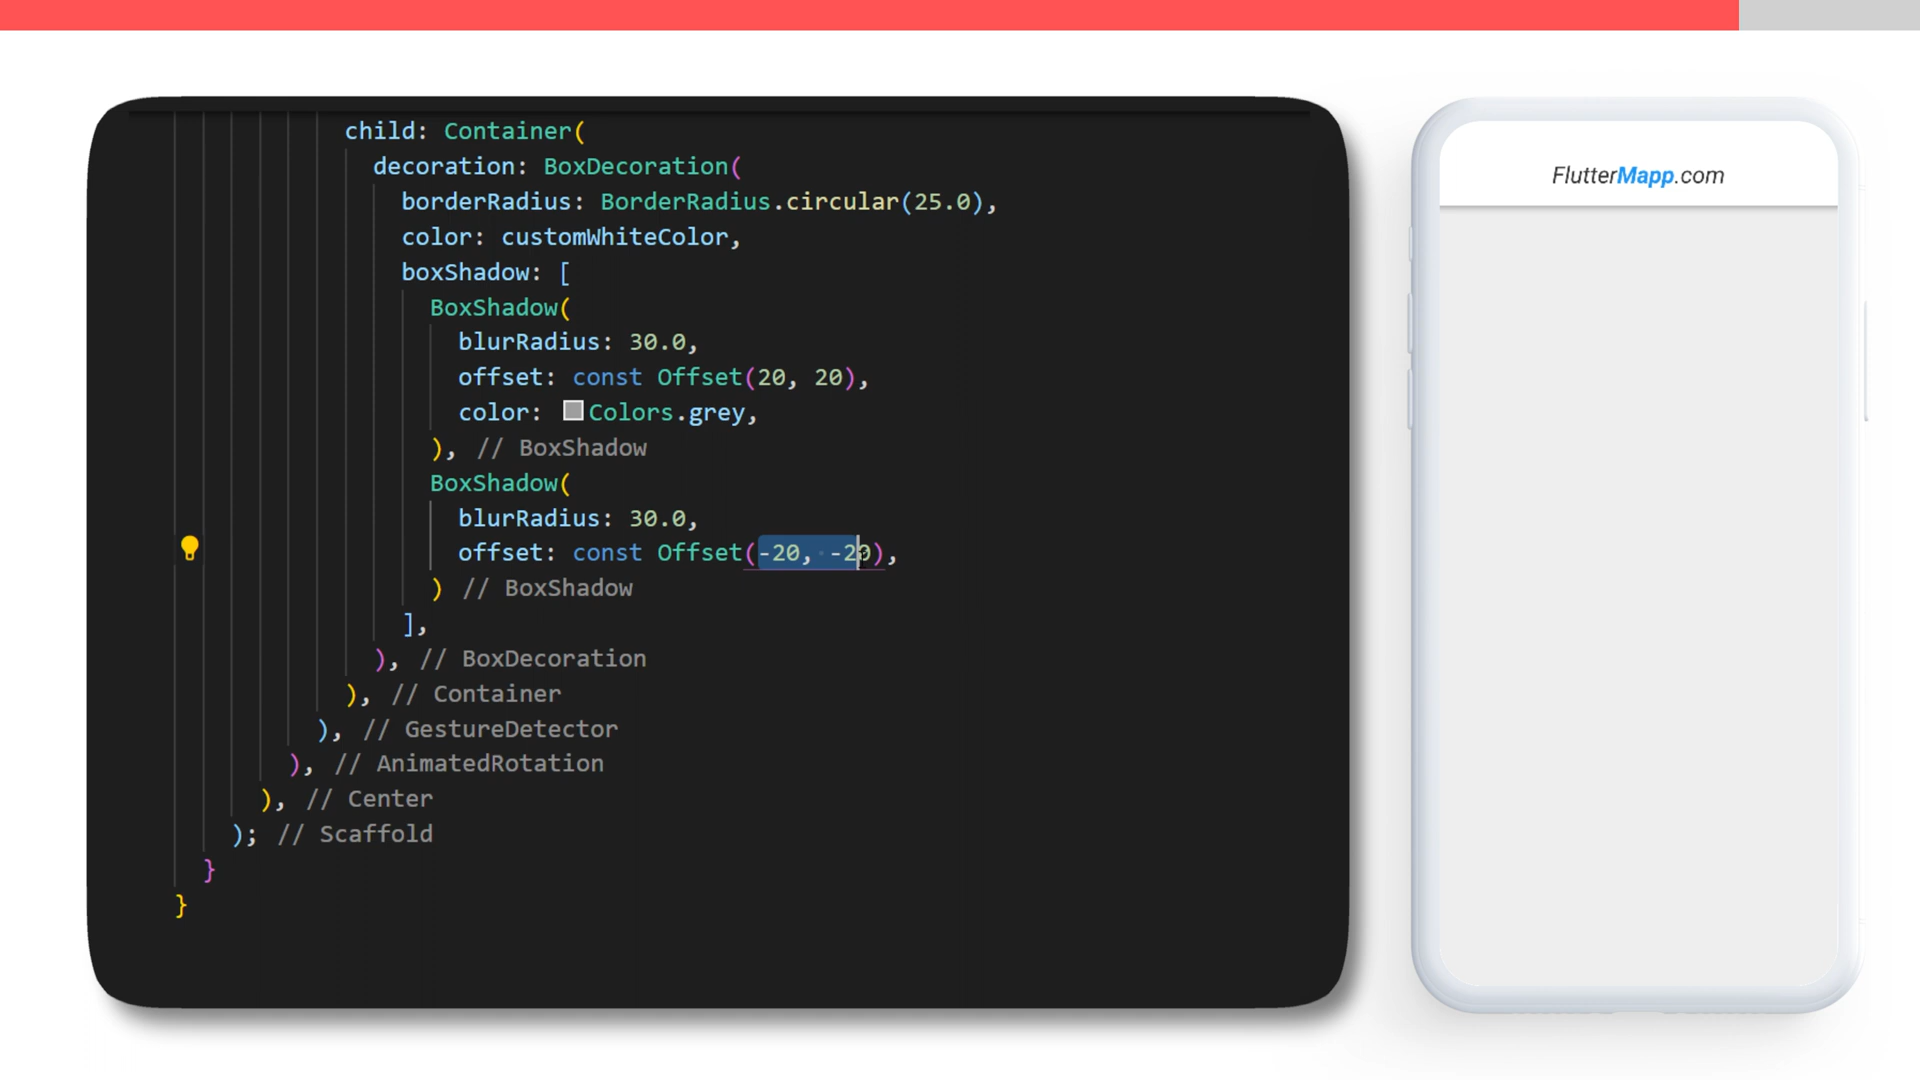 child: Container(
decoration: BoxDecoration(
borderRadius: BorderRadius.circular(25.0),
color: customWhiteColor,
boxShadow: [
BoxShadow(
blurRadius: 30.0,
offset: const Offset(20, 20),
color: Colors.grey,
), // BoxShadow
BoxShadow(
blurRadius: 30.0,
offset: const Offset(-20, -20),
) // BoxShadow
],
), // BoxDecoration
), // Container
), // GestureDetector
), // AnimatedRotation
), // Center
); // Scaffold
}
}
FlutterMapp.com